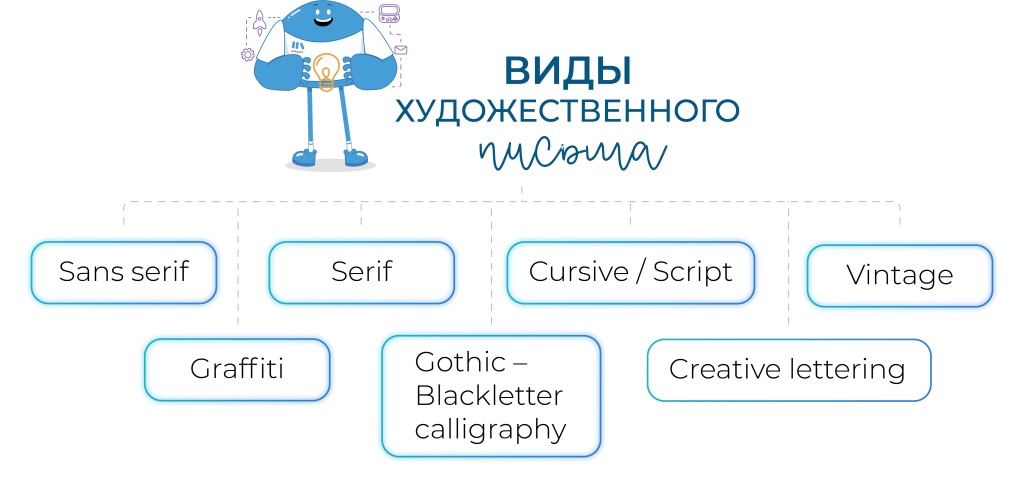 ВИДЫ
ХУДОЖЕСТВЕННОГО
письма
Sans serif
Serif
Cursive / Script
Vintage
Graffiti
Gothic –
Blackletter
calligraphy
Creative lettering